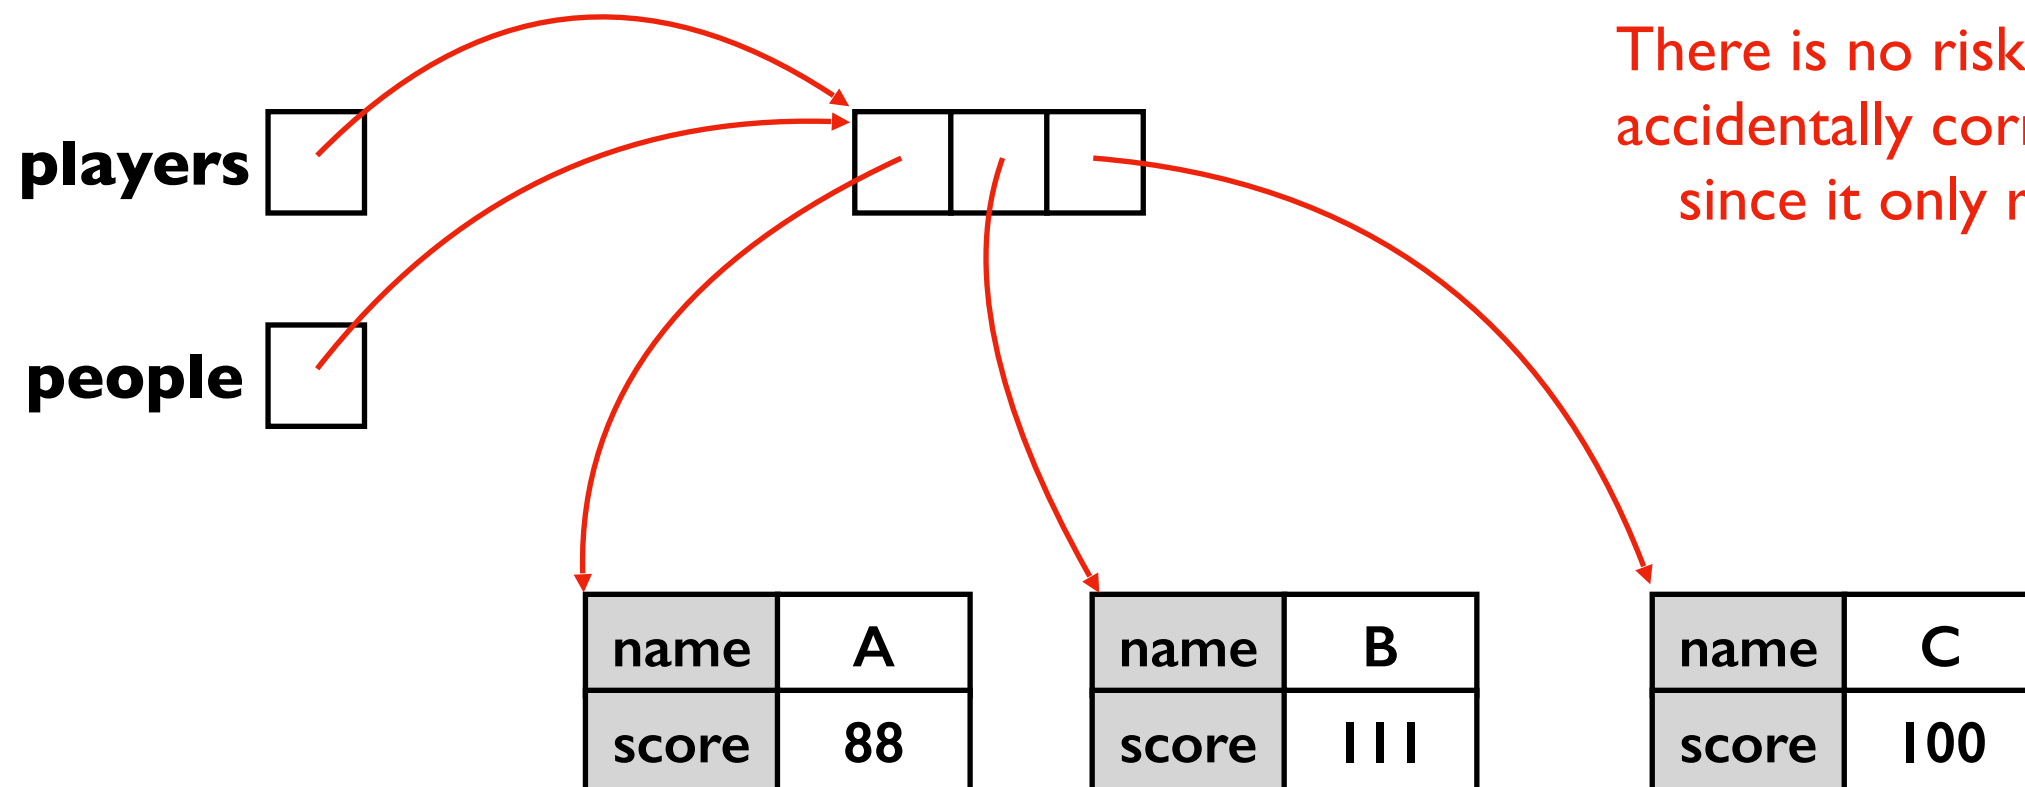 There is no risk
accidentally corr
since it only r
players
people
name A name B name C
score 88 score 111 score 100